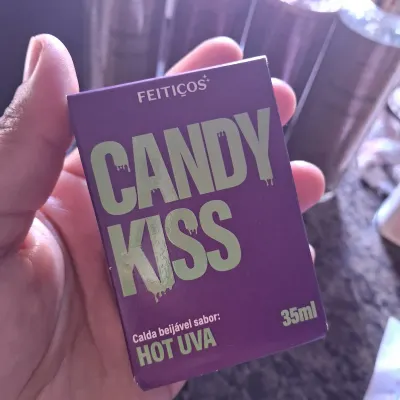 FEITIÇOS
CANDY
KISS
Calda beijável sabor:
HOT UVA
35ml